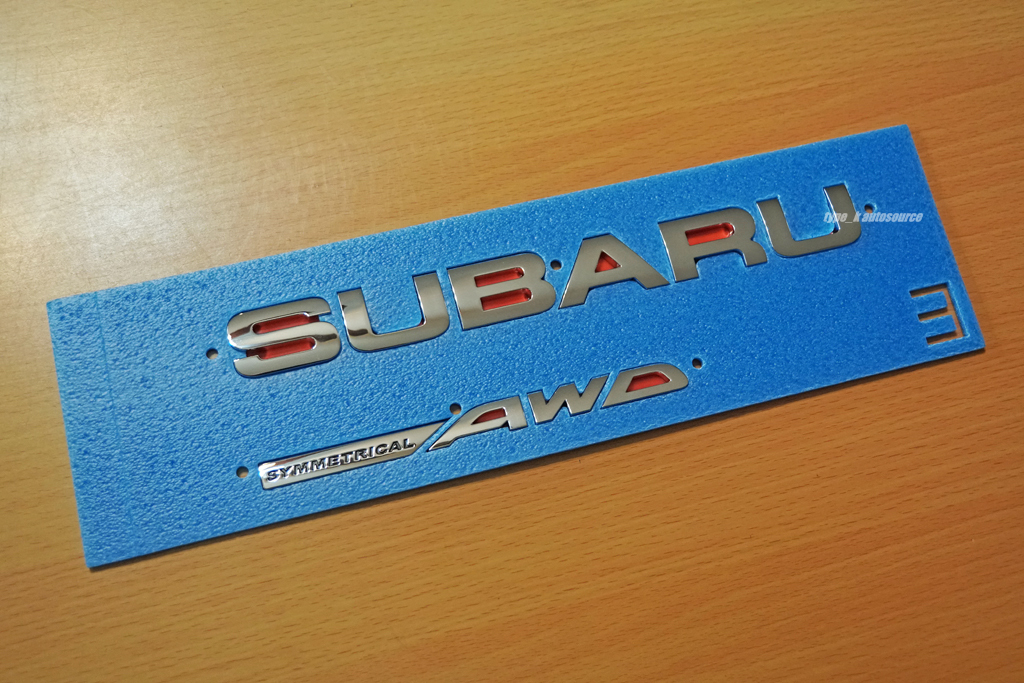 SUBARU
type_k autosource
E
SYMMETRICAL AWD